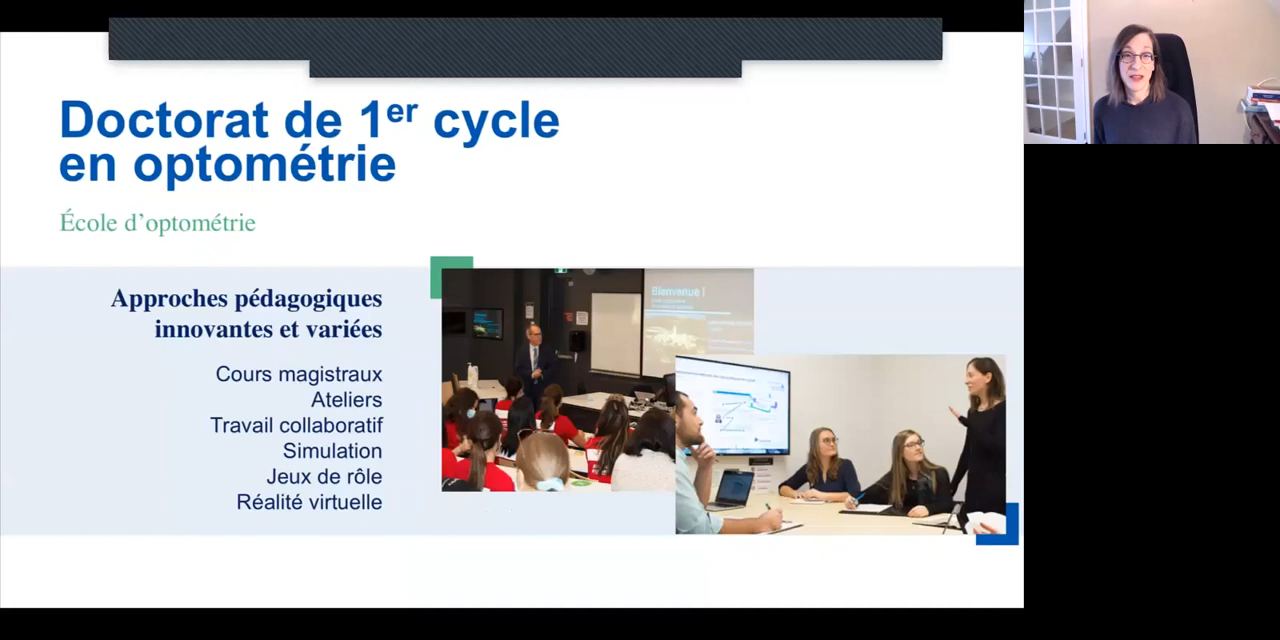 Doctorat de 1er cycle
en optométrie
École d'optométrie
Approches pédagogiques
innovantes et variées
Cours magistraux
Ateliers
Travail collaboratif
Simulation
Jeux de rôle
Réalité virtuelle
Bienvenue !